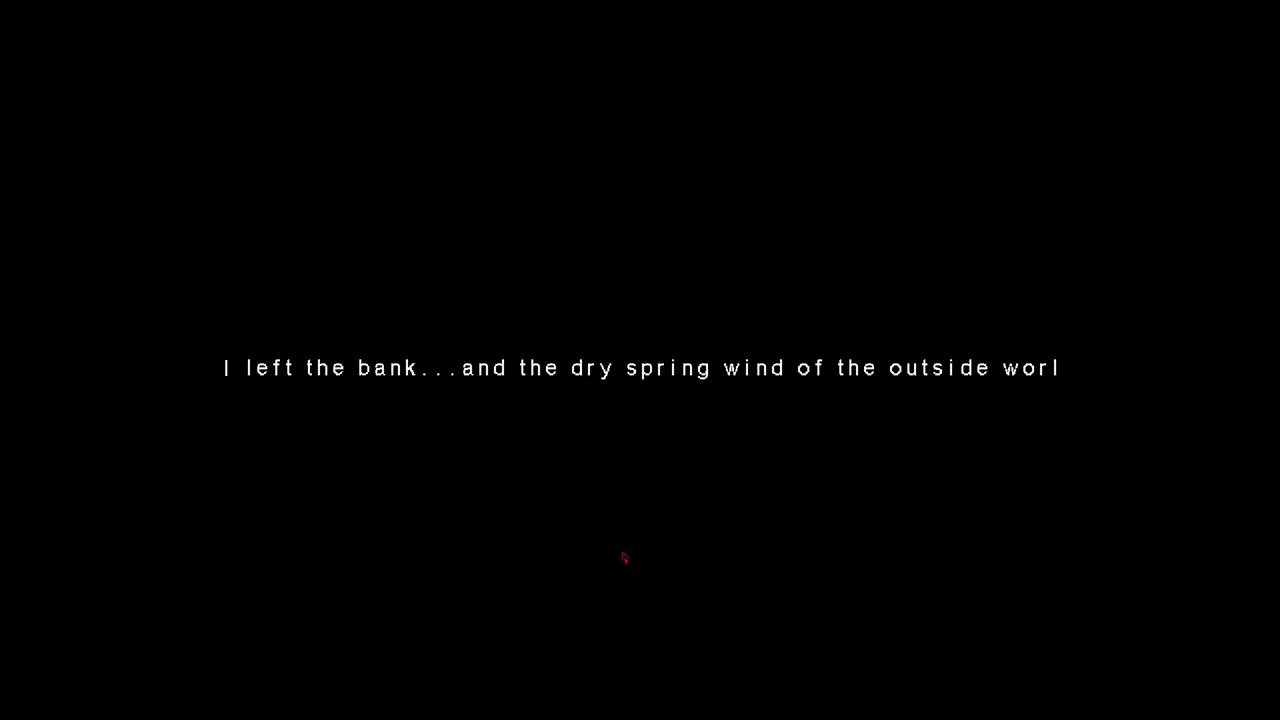 I left the bank...and the dry spring wind of the outside worl